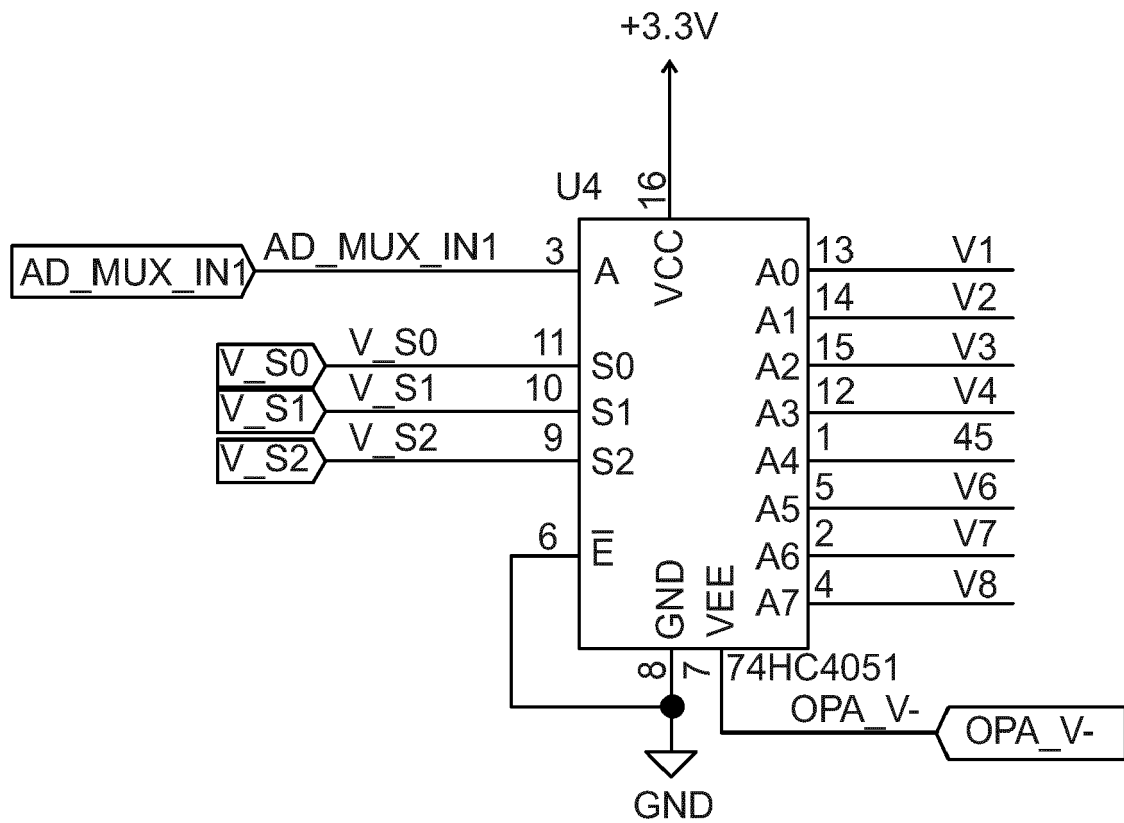 +3.3V
U4
16
VCC
AD_MUX_IN1
AD_MUX_IN1
3
A
A0
13
V1
A1
14
V2
V_S0
V_S0
11
S0
A2
15
V3
V_S1
V_S1
10
S1
A3
12
V4
V_S2
V_S2
9
S2
A4
1
45
A5
5
V6
6
E̅
A6
2
V7
A7
4
V8
GND
VEE
8
7
74HC4051
OPA_V-
OPA_V-
GND